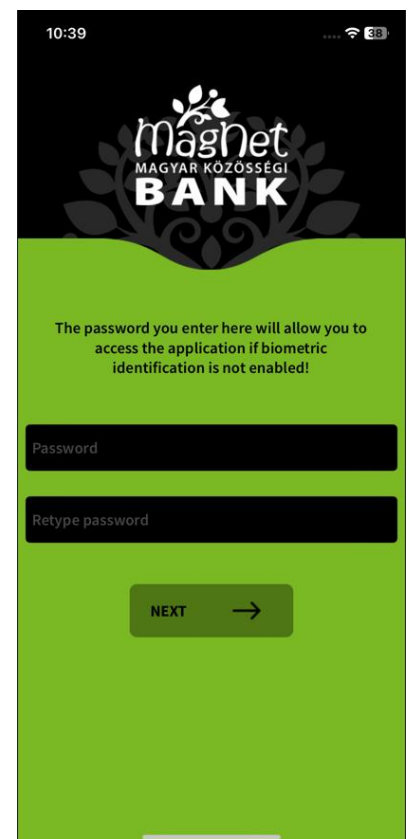 10:39
38
MagNet
MAGYAR KÖZÖSSÉGI
BANK
The password you enter here will allow you to
access the application if biometric
identification is not enabled!
Password
Retype password
NEXT